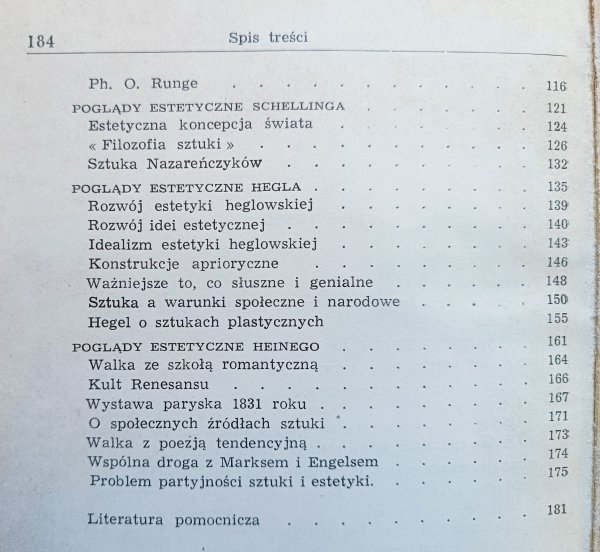 184 Spis treści
Ph. O. Runge . . . . . . . . . . . 116
POGLĄDY ESTETYCZNE SCHELLINGA . . . . . . 121
Estetyczna koncepcja świata . . . . . . . 124
« Filozofia sztuki » . . . . . . . . . . 126
Sztuka Nazareńczyków . . . . . . . . . 132
POGLĄDY ESTETYCZNE HEGLA . . . . . . . . 135
Rozwój estetyki heglowskiej . . . . . . . 139
Rozwój idei estetycznej . . . . . . . . 140
Idealizm estetyki heglowskiej . . . . . . . 143
Konstrukcje aprioryczne . . . . . . . . 146
Ważniejsze to, co słuszne i genialne . . . . . 148
Sztuka a warunki społeczne i narodowe . . . . 150
Hegel o sztukach plastycznych 155
POGLĄDY ESTETYCZNE HEINEGO . . . . . . . 161
Walka ze szkołą romantyczną . . . . . . . 164
Kult Renesansu . . . . . . . . . . . 166
Wystawa paryska 1831 roku . . . . . . . . 167
O społecznych źródłach sztuki . . . . . . . 171
Walka z poezją tendencyjną . . . . . . . . 173
Wspólna droga z Marksem i Engelsem . . . . . 174
Problem partyjności sztuki i estetyki. . . . . . 175
Literatura pomocnicza . . . . . . . . . 181